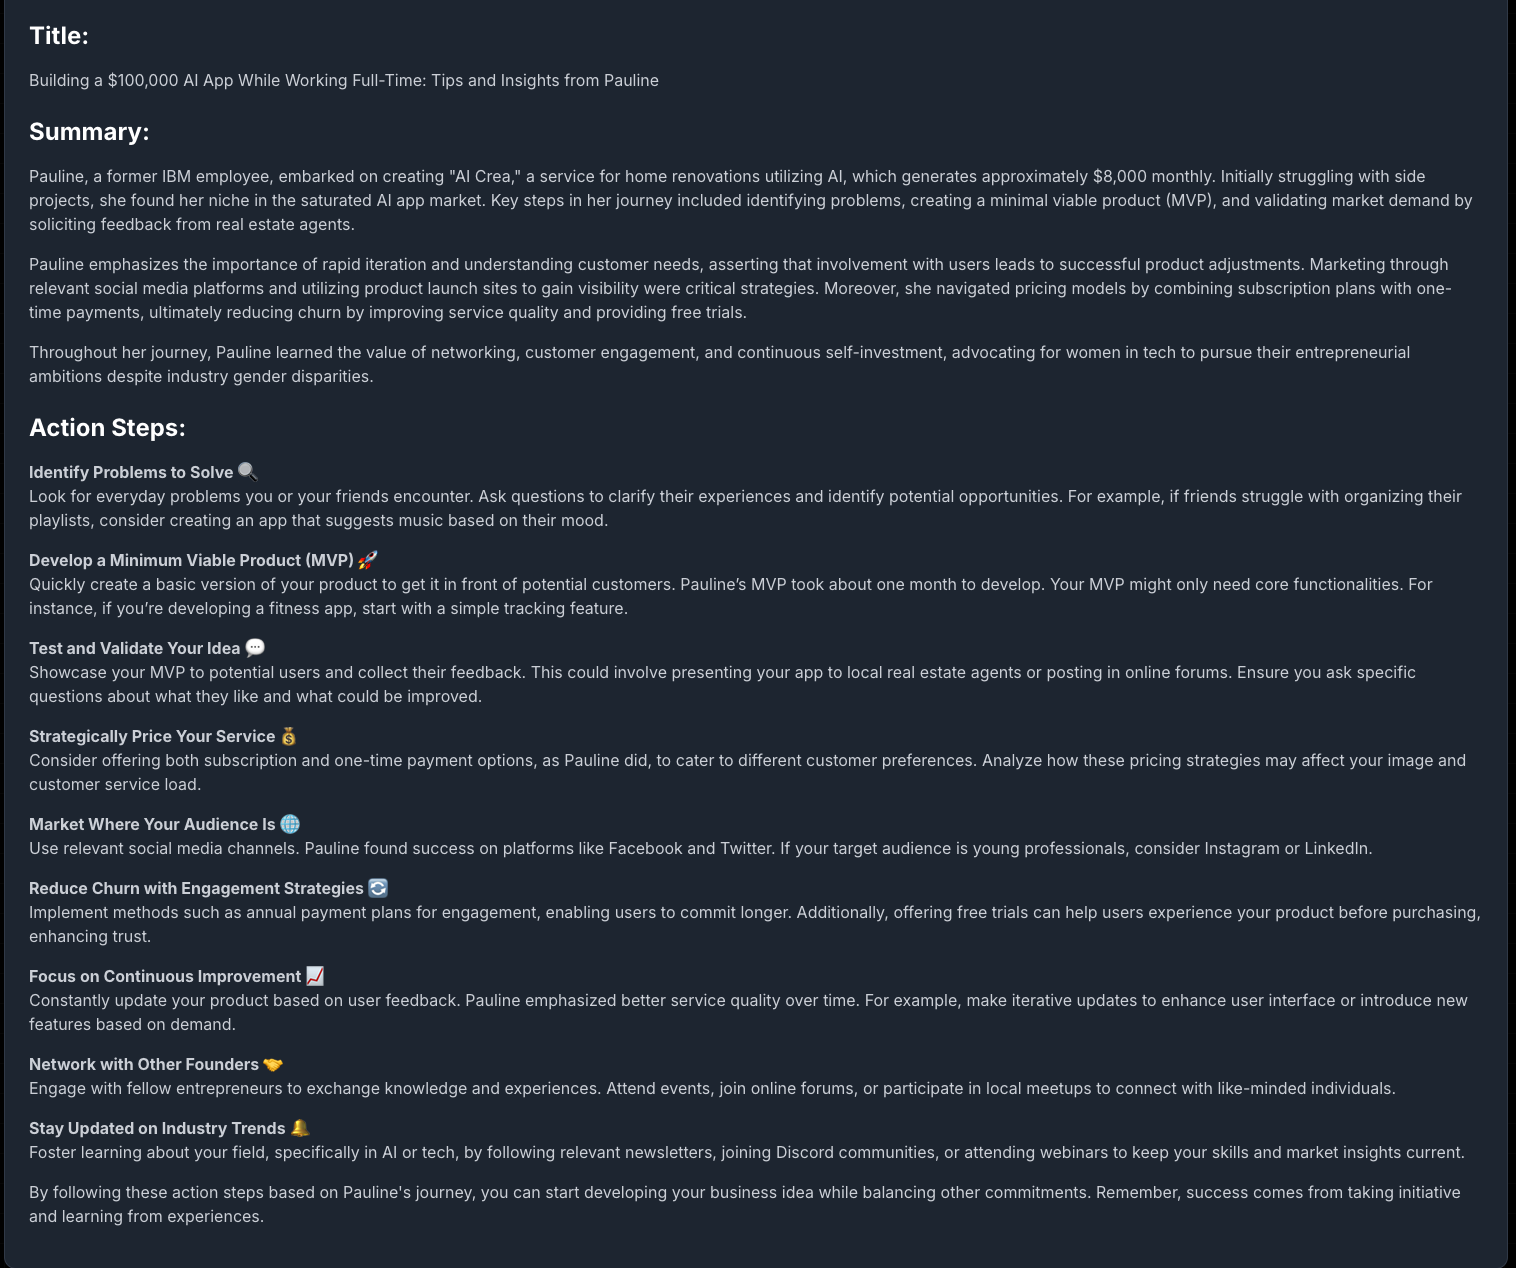 Title:
Building a $100,000 AI App While Working Full-Time: Tips and Insights from Pauline
Summary:
Pauline, a former IBM employee, embarked on creating "AI Crea," a service for home renovations utilizing AI, which generates approximately $8,000 monthly. Initially struggling with side
projects, she found her niche in the saturated AI app market. Key steps in her journey included identifying problems, creating a minimal viable product (MVP), and validating market demand by
soliciting feedback from real estate agents.
Pauline emphasizes the importance of rapid iteration and understanding customer needs, asserting that involvement with users leads to successful product adjustments. Marketing through
relevant social media platforms and utilizing product launch sites to gain visibility were critical strategies. Moreover, she navigated pricing models by combining subscription plans with one-
time payments, ultimately reducing churn by improving service quality and providing free trials.
Throughout her journey, Pauline learned the value of networking, customer engagement, and continuous self-investment, advocating for women in tech to pursue their entrepreneurial
ambitions despite industry gender disparities.
Action Steps:
Identify Problems to Solve 🔍
Look for everyday problems you or your friends encounter. Ask questions to clarify their experiences and identify potential opportunities. For example, if friends struggle with organizing their
playlists, consider creating an app that suggests music based on their mood.
Develop a Minimum Viable Product (MVP) 🚀
Quickly create a basic version of your product to get it in front of potential customers. Pauline’s MVP took about one month to develop. Your MVP might only need core functionalities. For
instance, if you’re developing a fitness app, start with a simple tracking feature.
Test and Validate Your Idea 💬
Showcase your MVP to potential users and collect their feedback. This could involve presenting your app to local real estate agents or posting in online forums. Ensure you ask specific
questions about what they like and what could be improved.
Strategically Price Your Service 💰
Consider offering both subscription and one-time payment options, as Pauline did, to cater to different customer preferences. Analyze how these pricing strategies may affect your image and
customer service load.
Market Where Your Audience Is 🌐
Use relevant social media channels. Pauline found success on platforms like Facebook and Twitter. If your target audience is young professionals, consider Instagram or LinkedIn.
Reduce Churn with Engagement Strategies 🔄
Implement methods such as annual payment plans for engagement, enabling users to commit longer. Additionally, offering free trials can help users experience your product before purchasing,
enhancing trust.
Focus on Continuous Improvement 📈
Constantly update your product based on user feedback. Pauline emphasized better service quality over time. For example, make iterative updates to enhance user interface or introduce new
features based on demand.
Network with Other Founders 🤝
Engage with fellow entrepreneurs to exchange knowledge and experiences. Attend events, join online forums, or participate in local meetups to connect with like-minded individuals.
Stay Updated on Industry Trends 🔔
Foster learning about your field, specifically in AI or tech, by following relevant newsletters, joining Discord communities, or attending webinars to keep your skills and market insights current.
By following these action steps based on Pauline's journey, you can start developing your business idea while balancing other commitments. Remember, success comes from taking initiative
and learning from experiences.